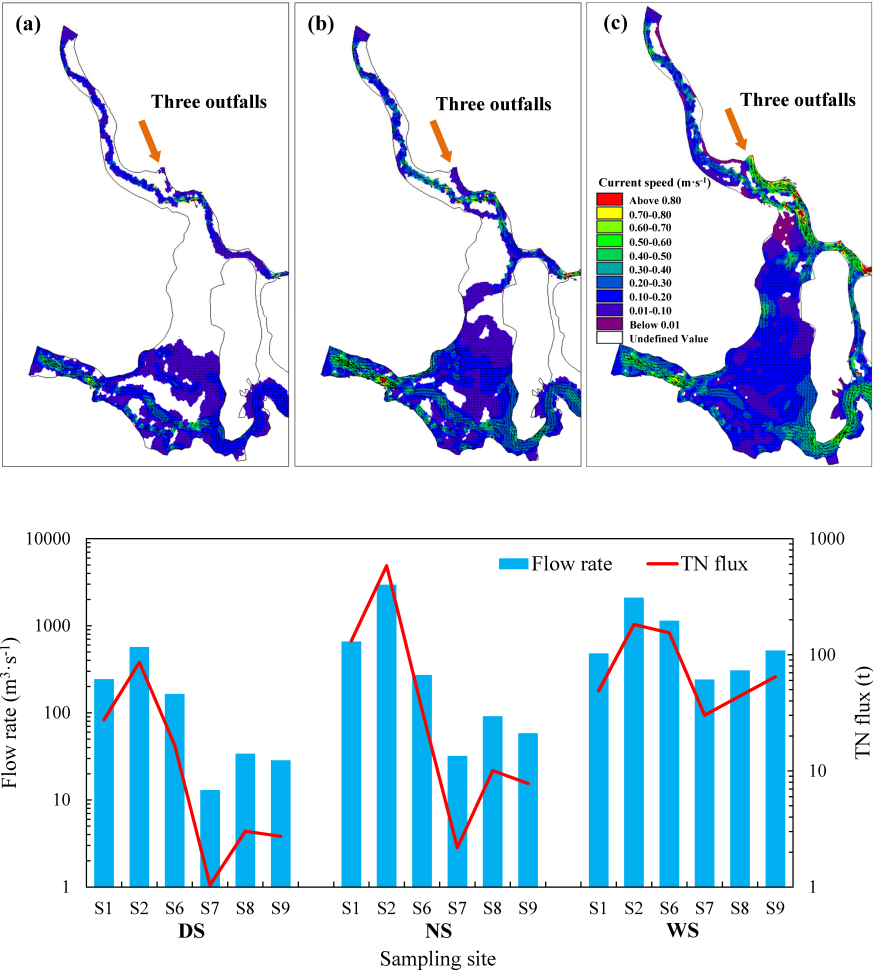 (a)
(b)
(c)
Three outfalls
Three outfalls
Three outfalls
Current speed (m·s⁻¹)
Above 0.80
0.70-0.80
0.60-0.70
0.50-0.60
0.40-0.50
0.30-0.40
0.20-0.30
0.10-0.20
0.01-0.10
Below 0.01
Undefined Value
Flow rate (m³·s⁻¹)
10000
1000
100
10
1
Flow rate
TN flux
1000
100
10
1
TN flux (t)
S1 S2 S6 S7 S8 S9 S1 S2 S6 S7 S8 S9 S1 S2 S6 S7 S8 S9
DS NS WS
Sampling site